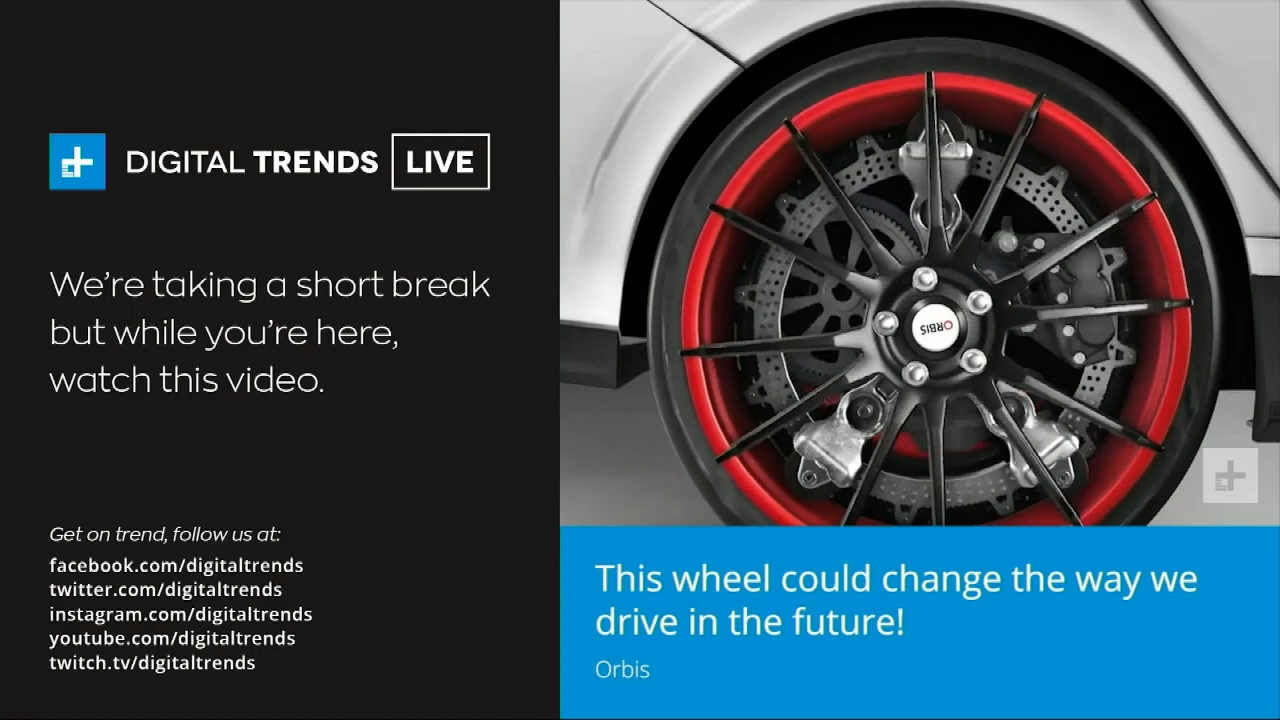 DIGITAL TRENDS LIVE
We're taking a short break
but while you're here,
watch this video.
Get on trend, follow us at:
facebook.com/digitaltrends
twitter.com/digitaltrends
instagram.com/digitaltrends
youtube.com/digitaltrends
twitch.tv/digitaltrends
ORBIS
This wheel could change the way we
drive in the future!
Orbis